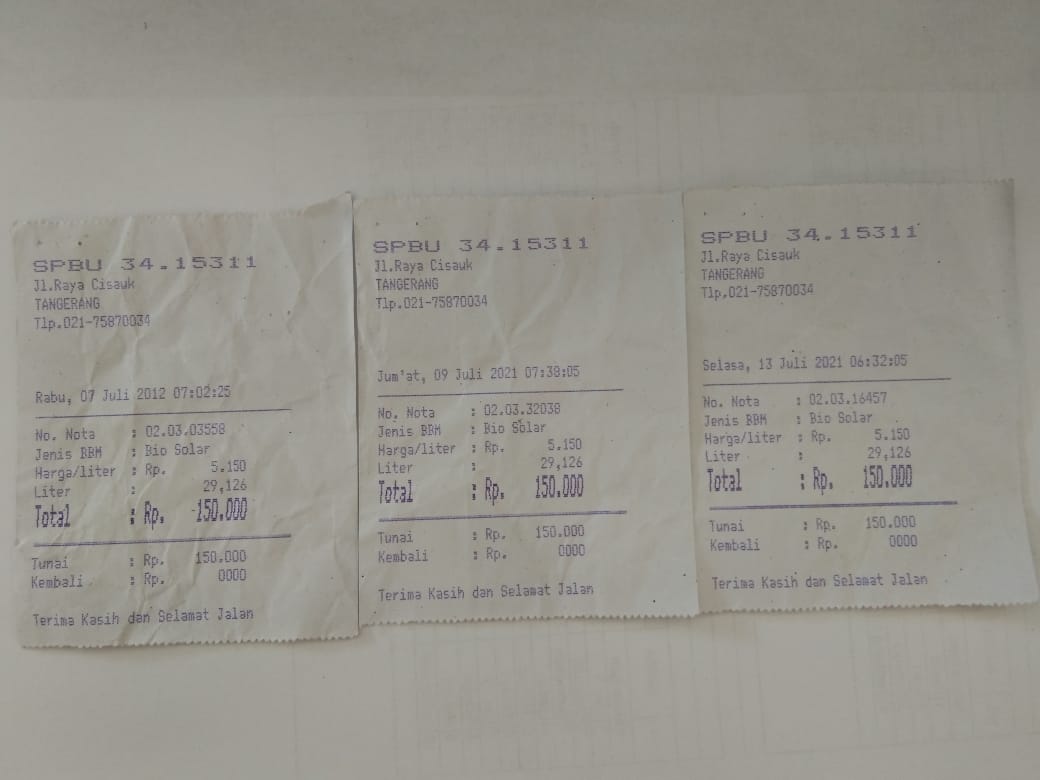 SPBU 34.15311
Jl.Raya Cisauk
TANGERANG
Tlp.021-75870034
Rabu, 07 Juli 2012 07:02:25
No. Nota : 02.03.03558
Jenis BBM : Bio Solar
Harga/liter : Rp. 5.150
Liter : 29,126
Total : Rp. 150.000
Tunai : Rp. 150.000
Kembali : Rp. 0000
Terima Kasih dan Selamat Jalan
SPBU 34.15311
Jl.Raya Cisauk
TANGERANG
Tlp.021-75870034
Jum'at, 09 Juli 2021 07:38:05
No. Nota : 02.03.32038
Jenis BBM : Bio Solar
Harga/liter : Rp. 5.150
Liter : 29,126
Total : Rp. 150.000
Tunai : Rp. 150.000
Kembali : Rp. 0000
Terima Kasih dan Selamat Jalan
SPBU 34.15311
Jl.Raya Cisauk
TANGERANG
Tlp.021-75870034
Selasa, 13 Juli 2021 06:32:05
No. Nota : 02.03.16457
Jenis BBM : Bio Solar
Harga/liter : Rp. 5.150
Liter : 29,126
Total : Rp. 150.000
Tunai : Rp. 150.000
Kembali : Rp. 0000
Terima Kasih dan Selamat Jalan